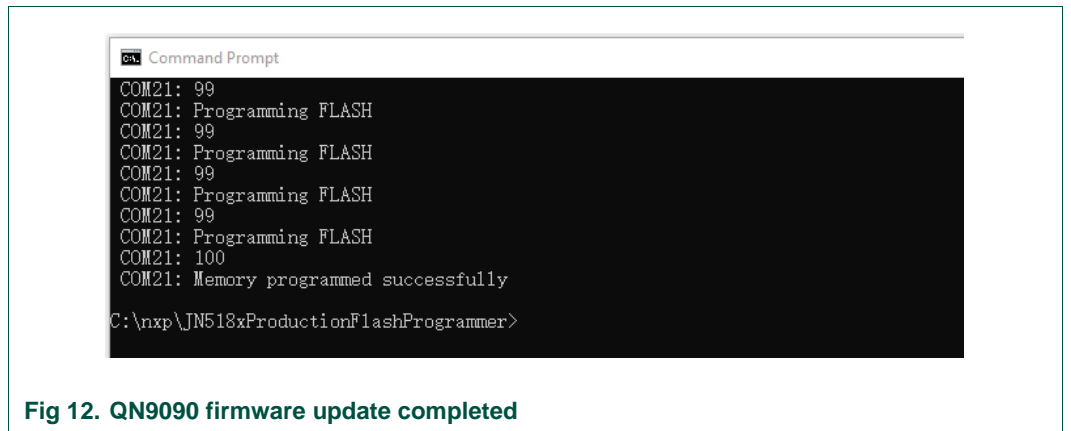 Command Prompt
COM21: 99
COM21: Programming FLASH
COM21: 99
COM21: Programming FLASH
COM21: 99
COM21: Programming FLASH
COM21: 99
COM21: Programming FLASH
COM21: 100
COM21: Memory programmed successfully
C:\nxp\JN518xProductionFlashProgrammer>
Fig 12. QN9090 firmware update completed